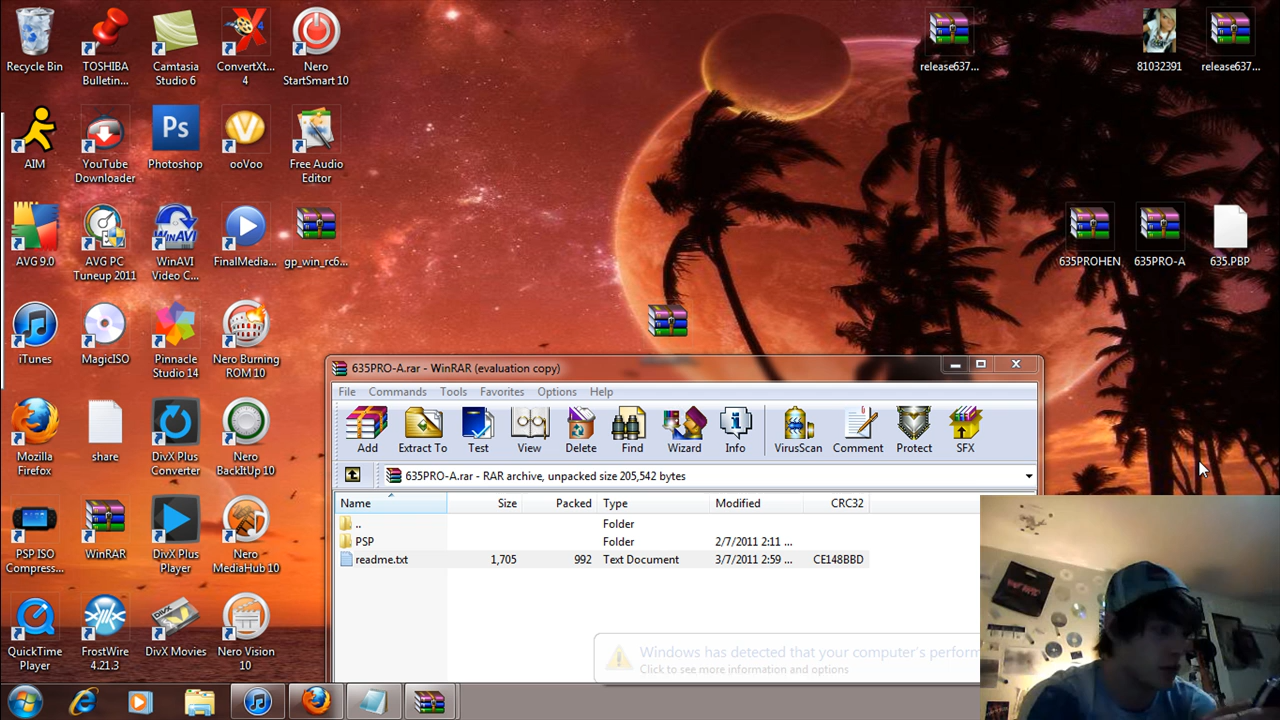 Recycle Bin
TOSHIBA
Bulletin...
Camtasia
Studio 6
ConvertXt...
4
Nero
StartSmart 10
release637...
81032391
release637...
AIM
YouTube
Downloader
Ps
Photoshop
ooVoo
Free Audio
Editor
AVG 9.0
AVG PC
Tuneup 2011
WinAVI
WinAVI
Video C...
FinalMedia...
gp_win_rc6...
635PROHEN
635PRO-A
635.PBP
iTunes
MagicISO
Pinnacle
Studio 14
Nero Burning
ROM 10
Mozilla
Firefox
share
DivX Plus
Converter
Nero
BackItUp 10
PSP ISO
Compress...
WinRAR
DivX Plus
Player
Nero
MediaHub 10
QuickTime
Player
FrostWire
4.21.3
DivX Movies
Nero Vision
10
635PRO-A.rar - WinRAR (evaluation copy)
File Commands Tools Favorites Options Help
Add Extract To Test View Delete Find Wizard Info VirusScan Comment Protect SFX
635PRO-A.rar - RAR archive, unpacked size 205,542 bytes
Name Size Packed Type Modified CRC32
.. Folder
PSP Folder 2/7/2011 2:11 ...
readme.txt 1,705 992 Text Document 3/7/2011 2:59 ... CE148BBD
Windows has detected that your computer's perform
Click to see more information and options